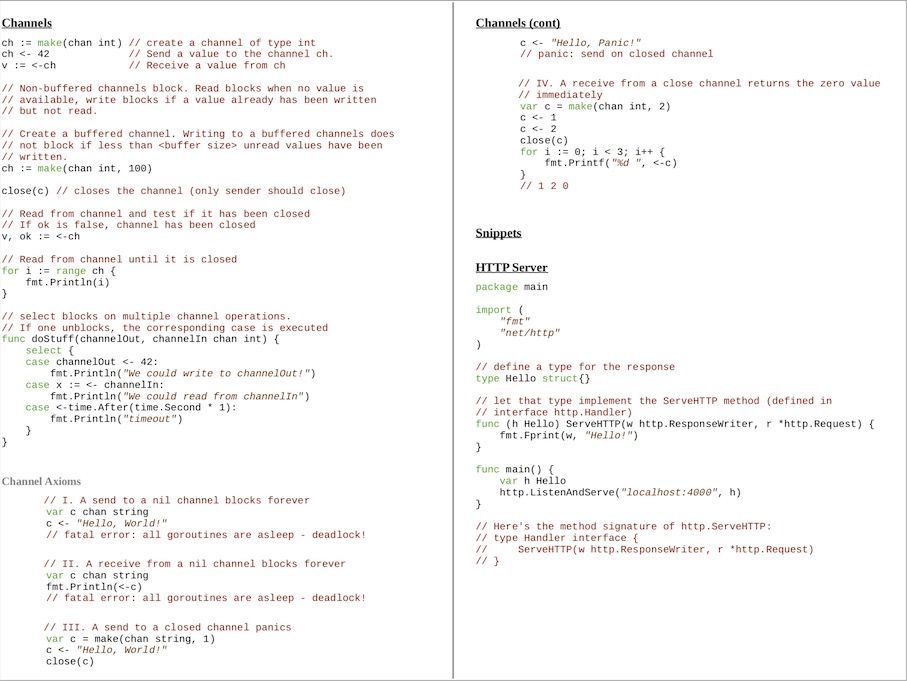 Channels
ch := make(chan int) // create a channel of type int
ch <- 42             // Send a value to the channel ch.
v := <-ch            // Receive a value from ch
// Non-buffered channels block. Read blocks when no value is
// available, write blocks if a value already has been written
// but not read.
// Create a buffered channel. Writing to a buffered channels does
// not block if less than <buffer size> unread values have been
// written.
ch := make(chan int, 100)
close(c) // closes the channel (only sender should close)
// Read from channel and test if it has been closed
// If ok is false, channel has been closed
v, ok := <-ch
// Read from channel until it is closed
for i := range ch {
    fmt.Println(i)
}
// select blocks on multiple channel operations.
// If one unblocks, the corresponding case is executed
func doStuff(channelOut, channelIn chan int) {
    select {
    case channelOut <- 42:
        fmt.Println("We could write to channelOut!")
    case x := <- channelIn:
        fmt.Println("We could read from channelIn")
    case <-time.After(time.Second * 1):
        fmt.Println("timeout")
    }
}
Channel Axioms
// I. A send to a nil channel blocks forever
var c chan string
c <- "Hello, World!"
// fatal error: all goroutines are asleep - deadlock!
// II. A receive from a nil channel blocks forever
var c chan string
fmt.Println(<-c)
// fatal error: all goroutines are asleep - deadlock!
// III. A send to a closed channel panics
var c = make(chan string, 1)
c <- "Hello, World!"
close(c)
Channels (cont)
c <- "Hello, Panic!"
// panic: send on closed channel
// IV. A receive from a close channel returns the zero value
// immediately
var c = make(chan int, 2)
c <- 1
c <- 2
close(c)
for i := 0; i < 3; i++ {
    fmt.Printf("%d ", <-c)
}
// 1 2 0
Snippets
HTTP Server
package main
import (
    "fmt"
    "net/http"
)
// define a type for the response
type Hello struct{}
// let that type implement the ServeHTTP method (defined in
// interface http.Handler)
func (h Hello) ServeHTTP(w http.ResponseWriter, r *http.Request) {
    fmt.Fprint(w, "Hello!")
}
func main() {
    var h Hello
    http.ListenAndServe("localhost:4000", h)
}
// Here's the method signature of http.ServeHTTP:
// type Handler interface {
//     ServeHTTP(w http.ResponseWriter, r *http.Request)
// }